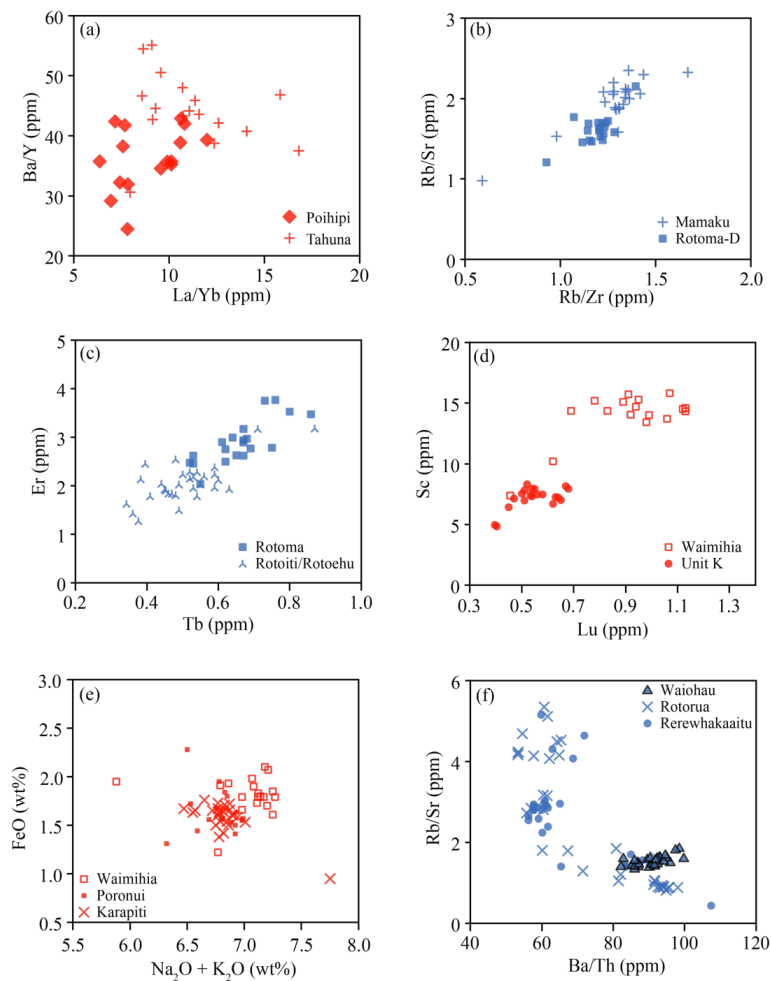 (a)
60
50
40
30
20
Ba/Y (ppm)
Poihipi
Tahuna
5 10 15 20
La/Yb (ppm)
(b)
3
2
1
0
Rb/Sr (ppm)
Mamaku
Rotoma-D
0.5 1.0 1.5 2.0
Rb/Zr (ppm)
(c)
5
4
3
2
1
0
Er (ppm)
Rotoma
Rotoiti/Rotoehu
0.2 0.4 0.6 0.8 1.0
Tb (ppm)
(d)
20
15
10
5
0
Sc (ppm)
Waimihia
Unit K
0.3 0.5 0.7 0.9 1.1 1.3
Lu (ppm)
(e)
3.0
2.5
2.0
1.5
1.0
0.5
FeO (wt%)
Waimihia
Poronui
Karapiti
5.5 6.0 6.5 7.0 7.5 8.0
Na₂O + K₂O (wt%)
(f)
6
4
2
0
Rb/Sr (ppm)
Waiohau
Rotorua
Rerewhakaaitu
40 60 80 100 120
Ba/Th (ppm)